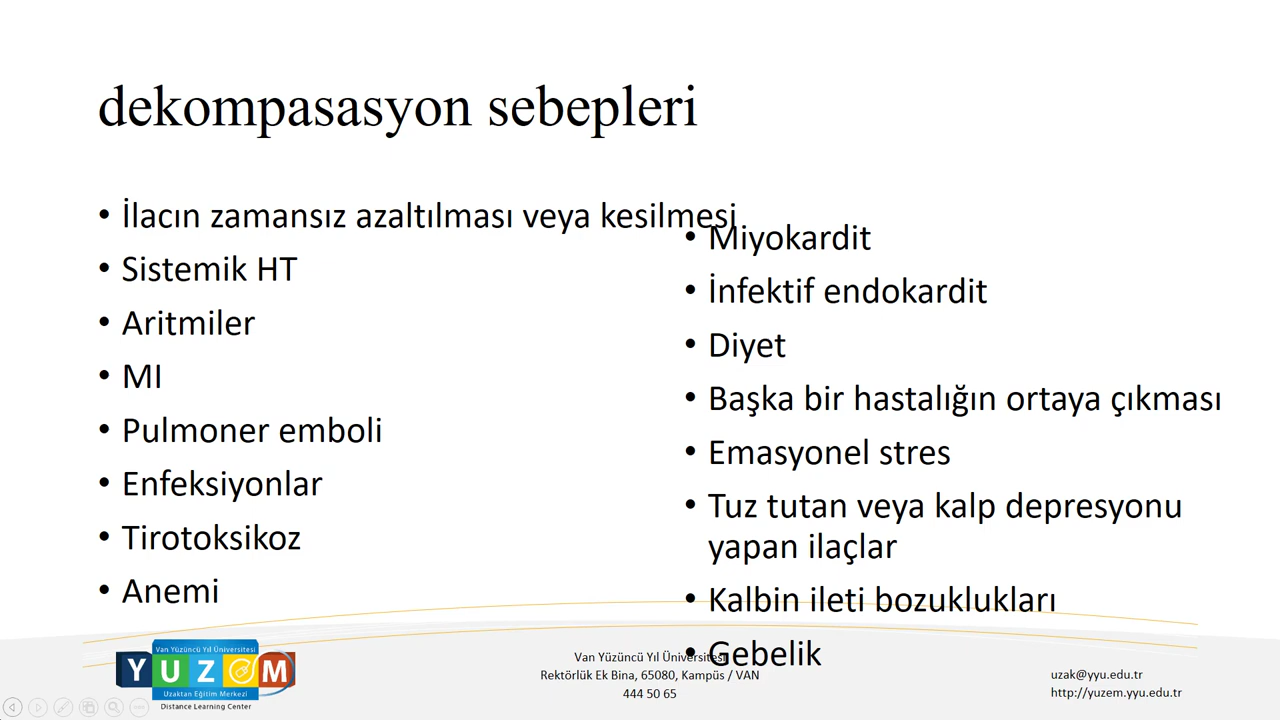 dekompasasyon sebepleri
• İlacın zamansız azaltılması veya kesilmesi
• Sistemik HT
• Aritmiler
• MI
• Pulmoner emboli
• Enfeksiyonlar
• Tirotoksikoz
• Anemi
• Miyokardit
• İnfektif endokardit
• Diyet
• Başka bir hastalığın ortaya çıkması
• Emasyonel stres
• Tuz tutan veya kalp depresyonu
yapan ilaçlar
• Kalbin ileti bozuklukları
• Gebelik
Van Yüzüncü Yıl Üniversitesi
YUZEM
Uzaktan Eğitim Merkezi
Distance Learning Center
Van Yüzüncü Yıl Üniversitesi
Rektörlük Ek Bina, 65080, Kampüs / VAN
444 50 65
uzak@yyu.edu.tr
http://yuzem.yyu.edu.tr